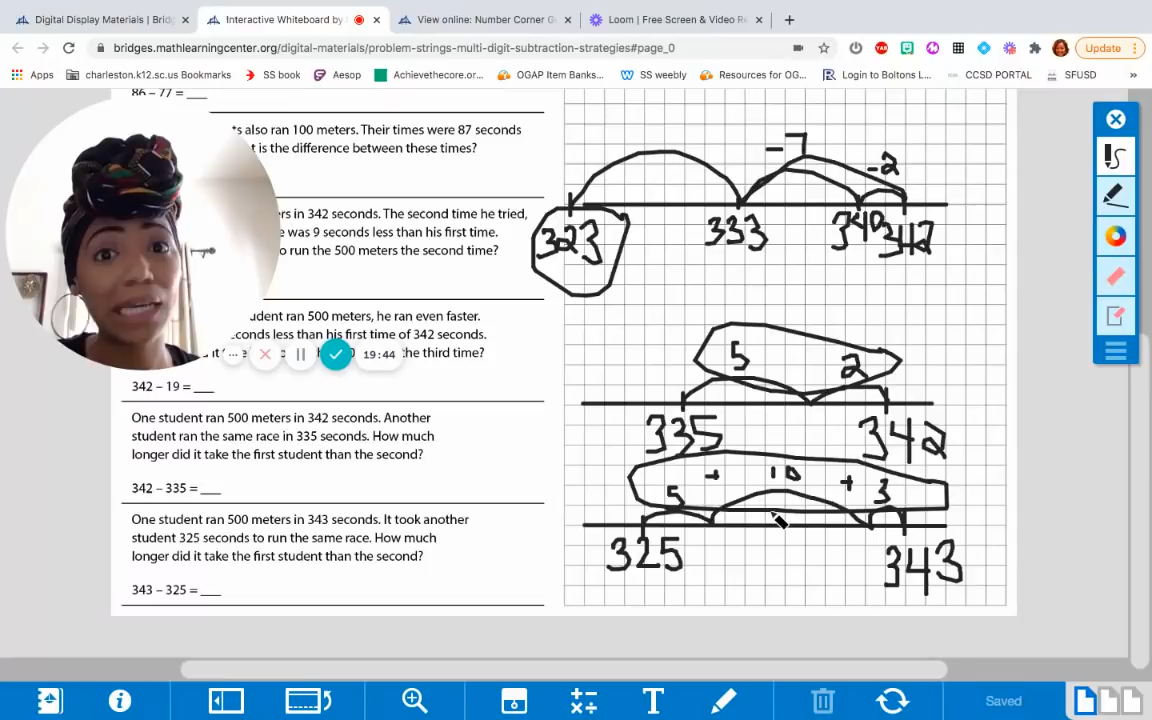 Digital Display Materials | Bridg
Interactive Whiteboard by
View online: Number Corner G
Loom | Free Screen & Video Re
bridges.mathlearningcenter.org/digital-materials/problem-strings-multi-digit-subtraction-strategies#page_0
Update
Apps
charleston.k12.sc.us Bookmarks
SS book
Aesop
Achievethecore.or...
OGAP Item Banks...
SS weekly
Resources for OG...
Login to Boltons L...
CCSD PORTAL
SFUSD
»
86 – 77 = ___
ts also ran 100 meters. Their times were 87 seconds
t is the difference between these times?
rs in 342 seconds. The second time he tried,
e was 9 seconds less than his first time.
o run the 500 meters the second time?
udent ran 500 meters, he ran even faster.
econds less than his first time of 342 seconds.
the third time?
19:44
342 – 19 = ___
One student ran 500 meters in 342 seconds. Another
student ran the same race in 335 seconds. How much
longer did it take the first student than the second?
342 – 335 = ___
One student ran 500 meters in 343 seconds. It took another
student 325 seconds to run the same race. How much
longer did it take the first student than the second?
343 – 325 = ___
-7
-2
323 333 340 342
5 2
335 342
5 + 10 + 3
325 343
Saved